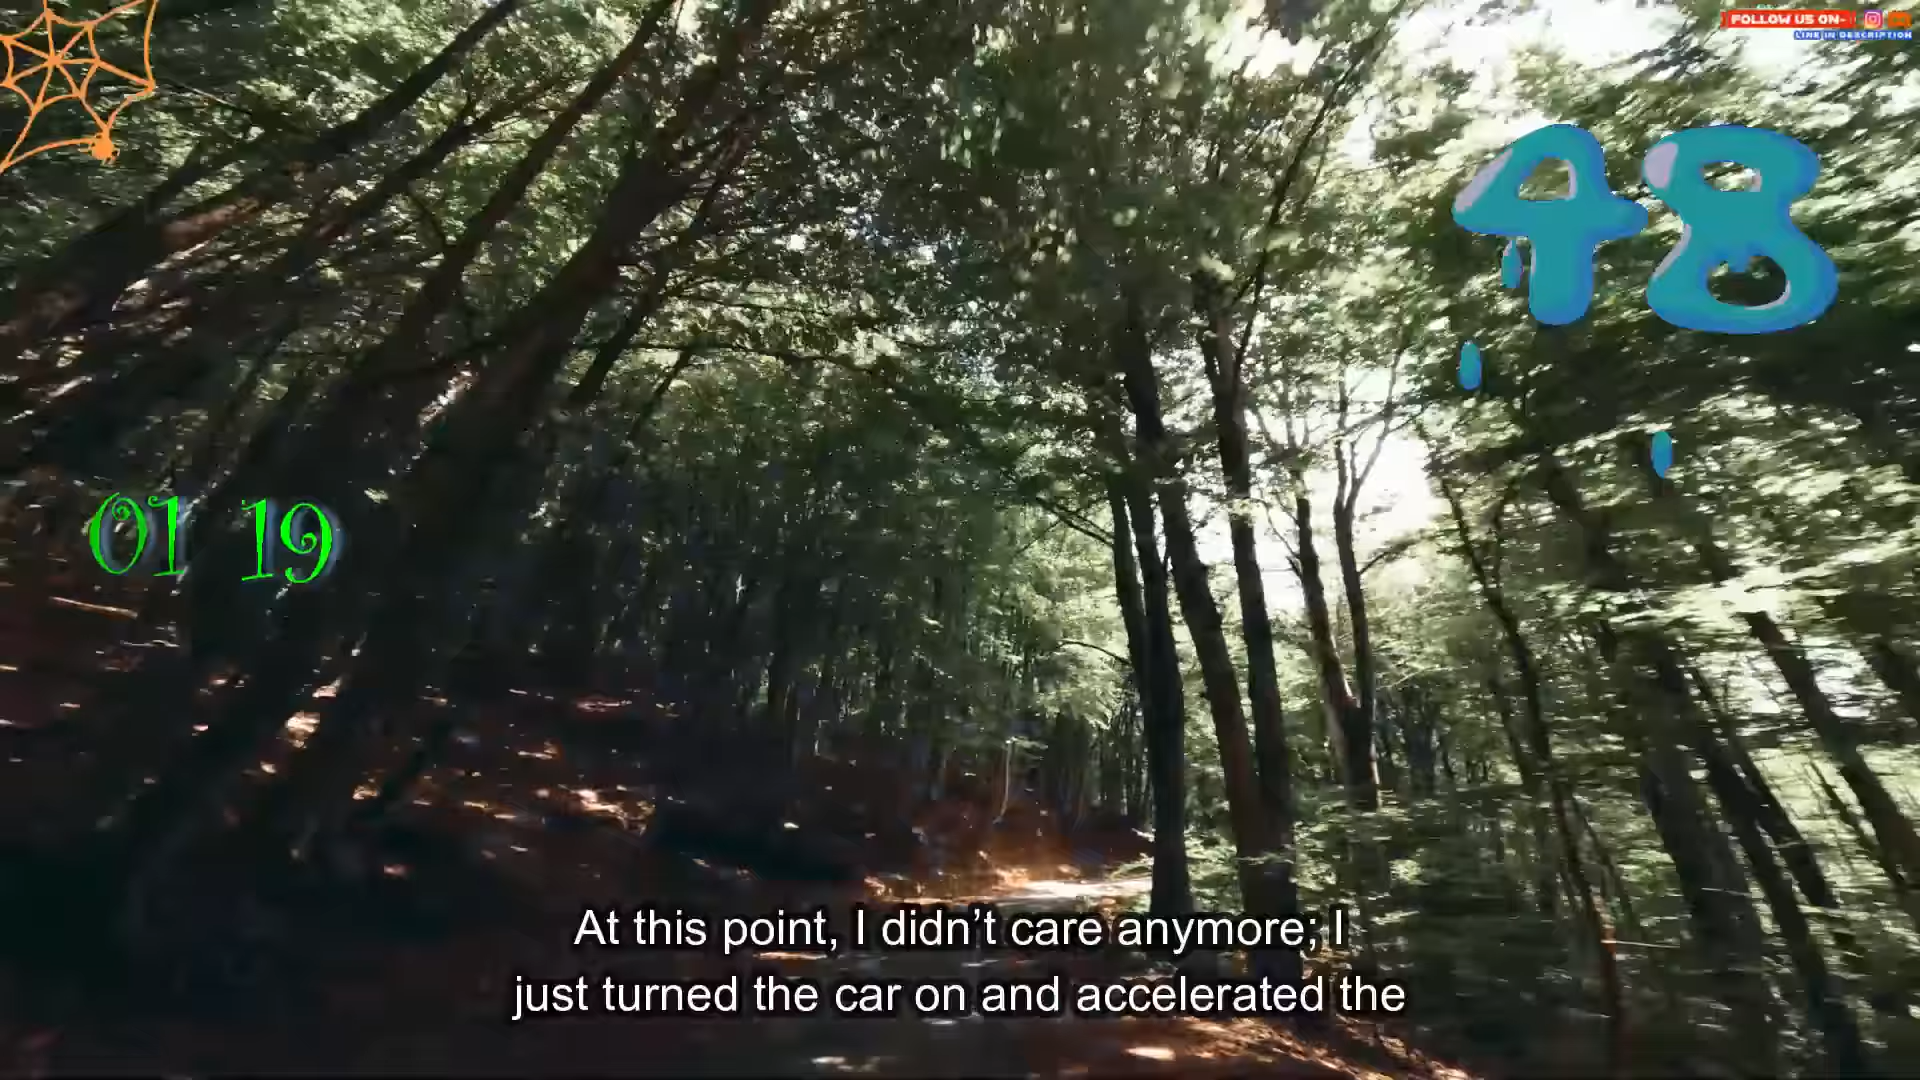 FOLLOW US ON-
LINK IN DESCRIPTION
48
01 19
At this point, I didn’t care anymore; I
just turned the car on and accelerated the